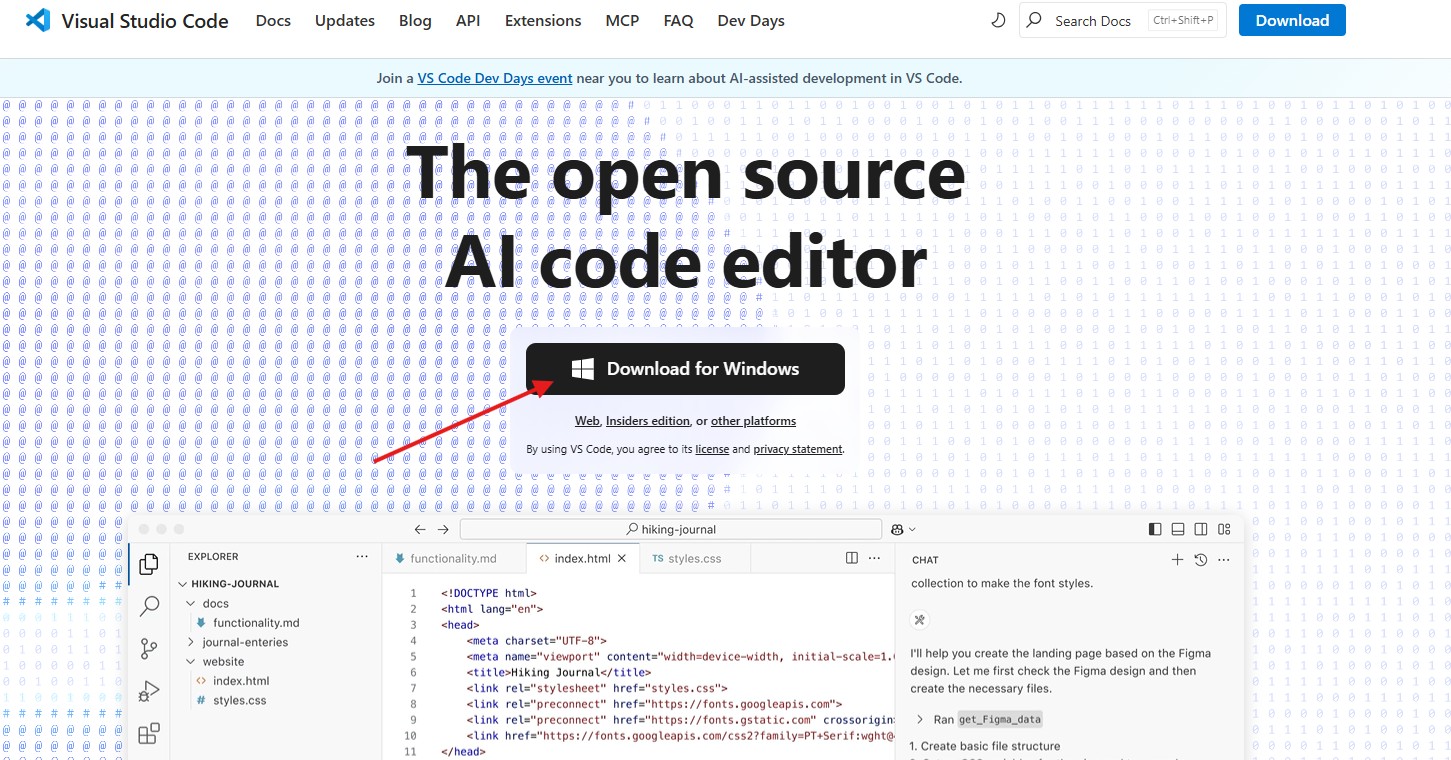 Visual Studio Code Docs Updates Blog API Extensions MCP FAQ Dev Days Search Docs Ctrl+Shift+P Download
Join a VS Code Dev Days event near you to learn about AI-assisted development in VS Code.
The open source
AI code editor
Download for Windows
Web, Insiders edition, or other platforms
By using VS Code, you agree to its license and privacy statement.
hiking-journal
EXPLORER
HIKING-JOURNAL
docs
functionality.md
journal-enteries
website
index.html
styles.css
functionality.md index.html TS styles.css
1 <!DOCTYPE html>
2 <html lang="en">
3 <head>
4 <meta charset="UTF-8">
5 <meta name="viewport" content="width=device-width, initial-scale=1.
6 <title>Hiking Journal</title>
7 <link rel="stylesheet" href="styles.css">
8 <link rel="preconnect" href="https://fonts.googleapis.com">
9 <link rel="preconnect" href="https://fonts.gstatic.com" crossorigin
10 <link href="https://fonts.googleapis.com/css2?family=PT+Serif:wght@
11 </head>
CHAT
collection to make the font styles.
I'll help you create the landing page based on the Figma
design. Let me first check the Figma design and then
create the necessary files.
Ran get_Figma_data
1. Create basic file structure